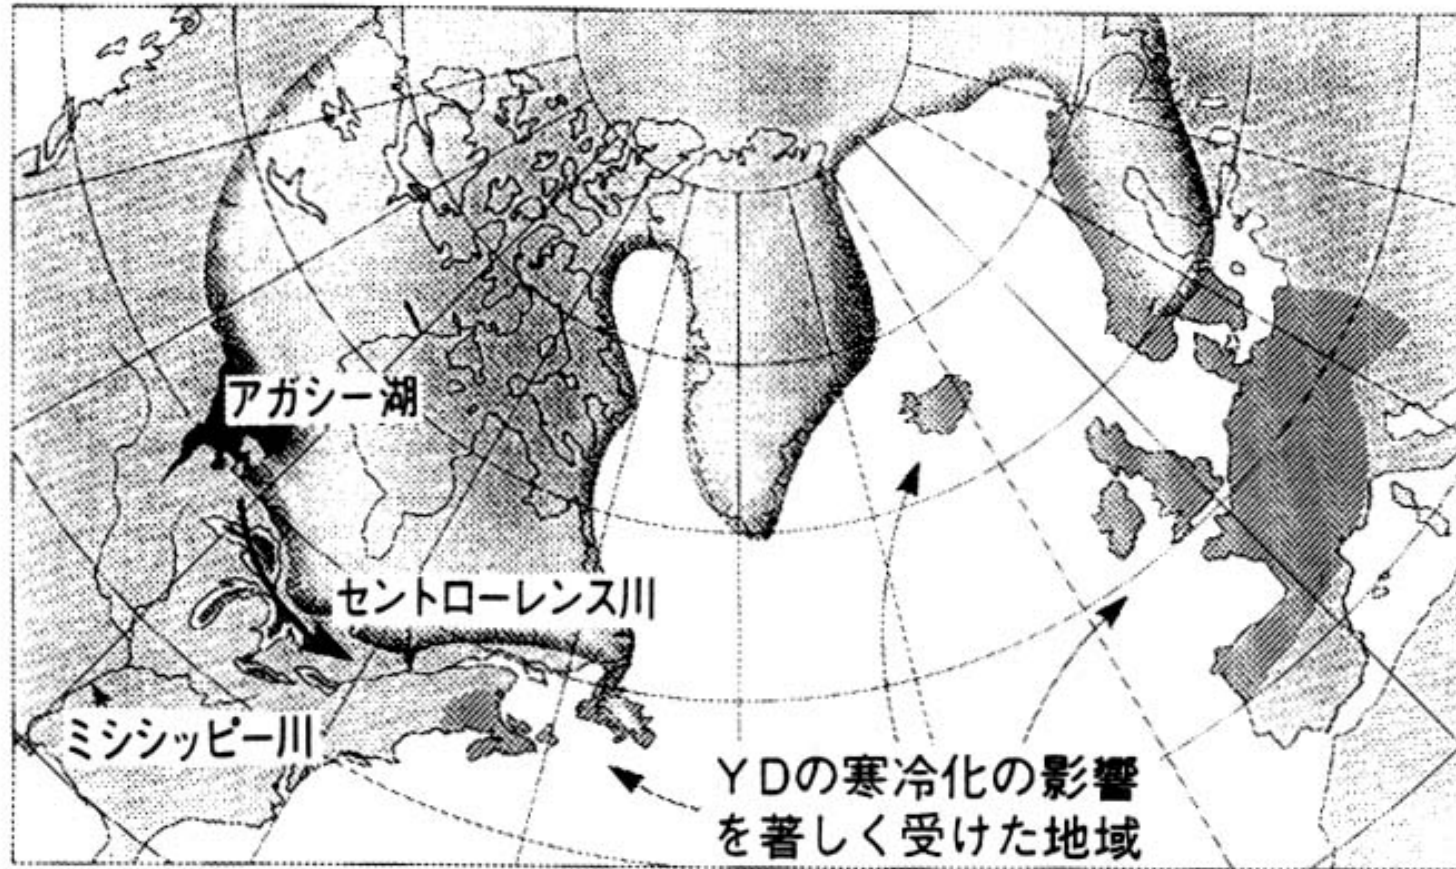 アガシー湖
セントローレンス川
ミシシッピー川
YDの寒冷化の影響
を著しく受けた地域